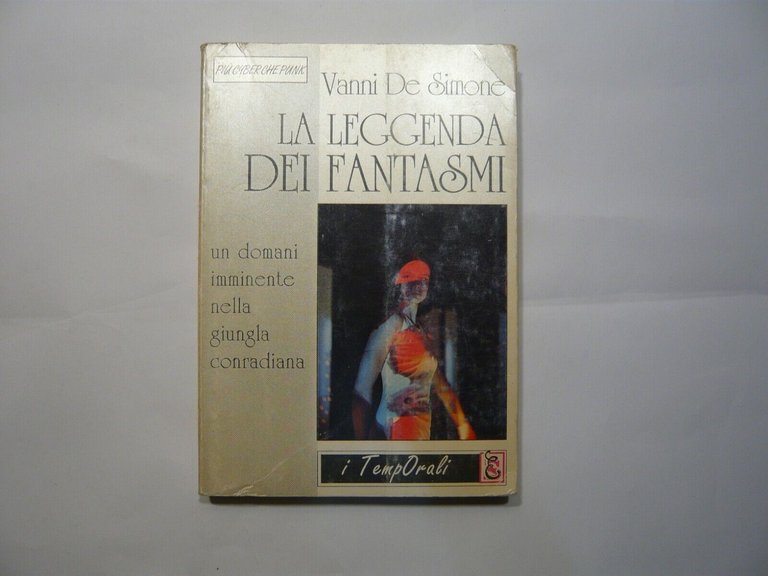 PIÙ CYBER CHE PUNK
Vanni De Simone
LA LEGGENDA
DEI FANTASMI
un domani
imminente
nella
giungla
conradiana
i TempOrali
E